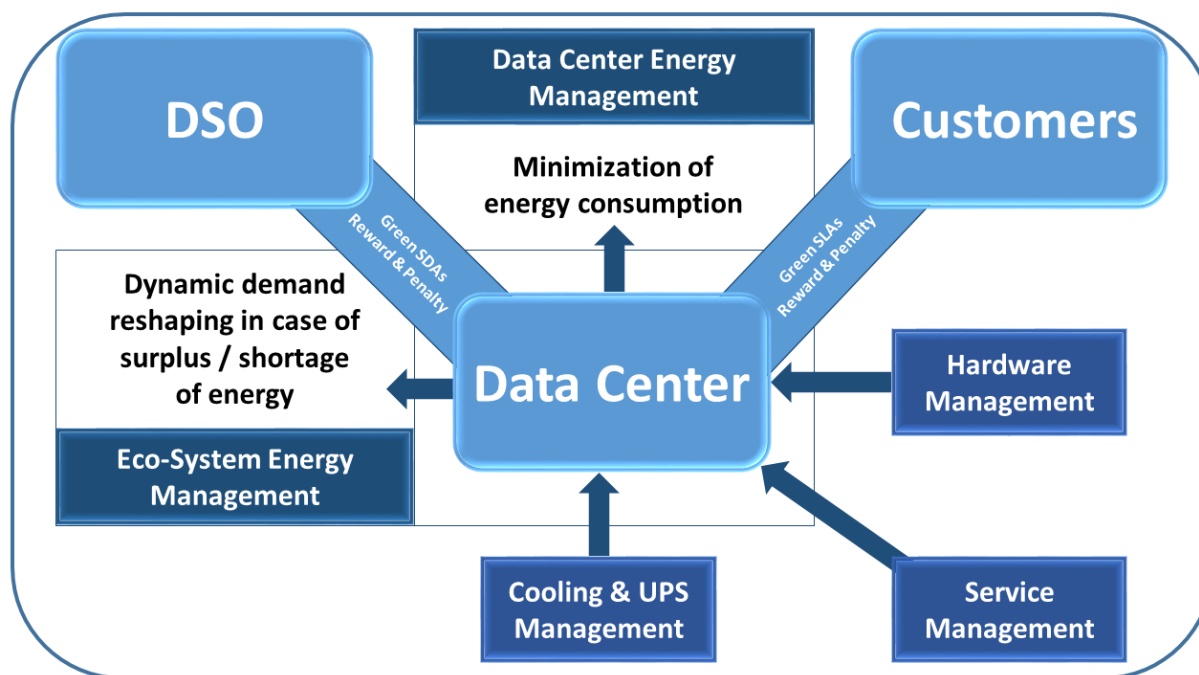 DSO
Data Center Energy
Management
Customers
Minimization of
energy consumption
Green SDAs
Reward & Penalty
Green SLAs
Reward & Penalty
Dynamic demand
reshaping in case of
surplus / shortage
of energy
Data Center
Hardware
Management
Eco-System Energy
Management
Cooling & UPS
Management
Service
Management